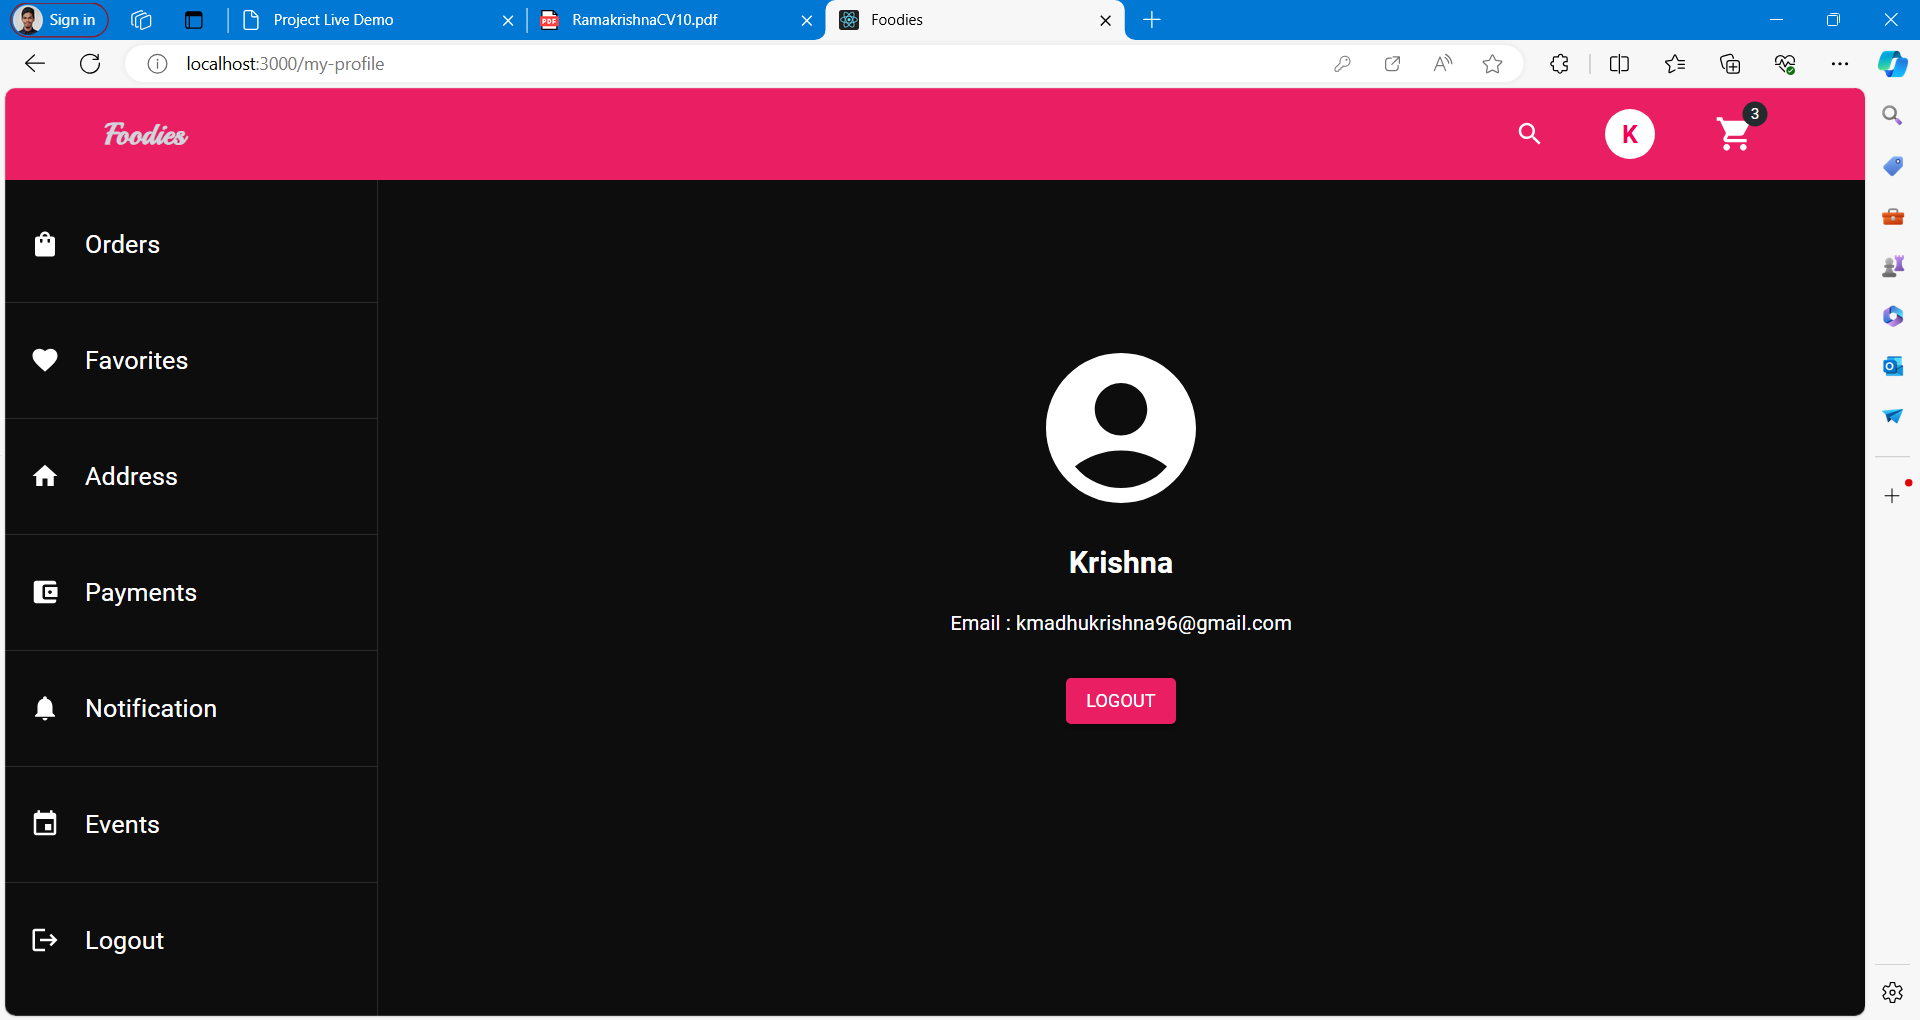 Sign in
Project Live Demo
RamakrishnaCV10.pdf
Foodies
localhost:3000/my-profile
Foodies
K
3
Orders
Favorites
Address
Payments
Notification
Events
Logout
Krishna
Email : kmadhukrishna96@gmail.com
LOGOUT